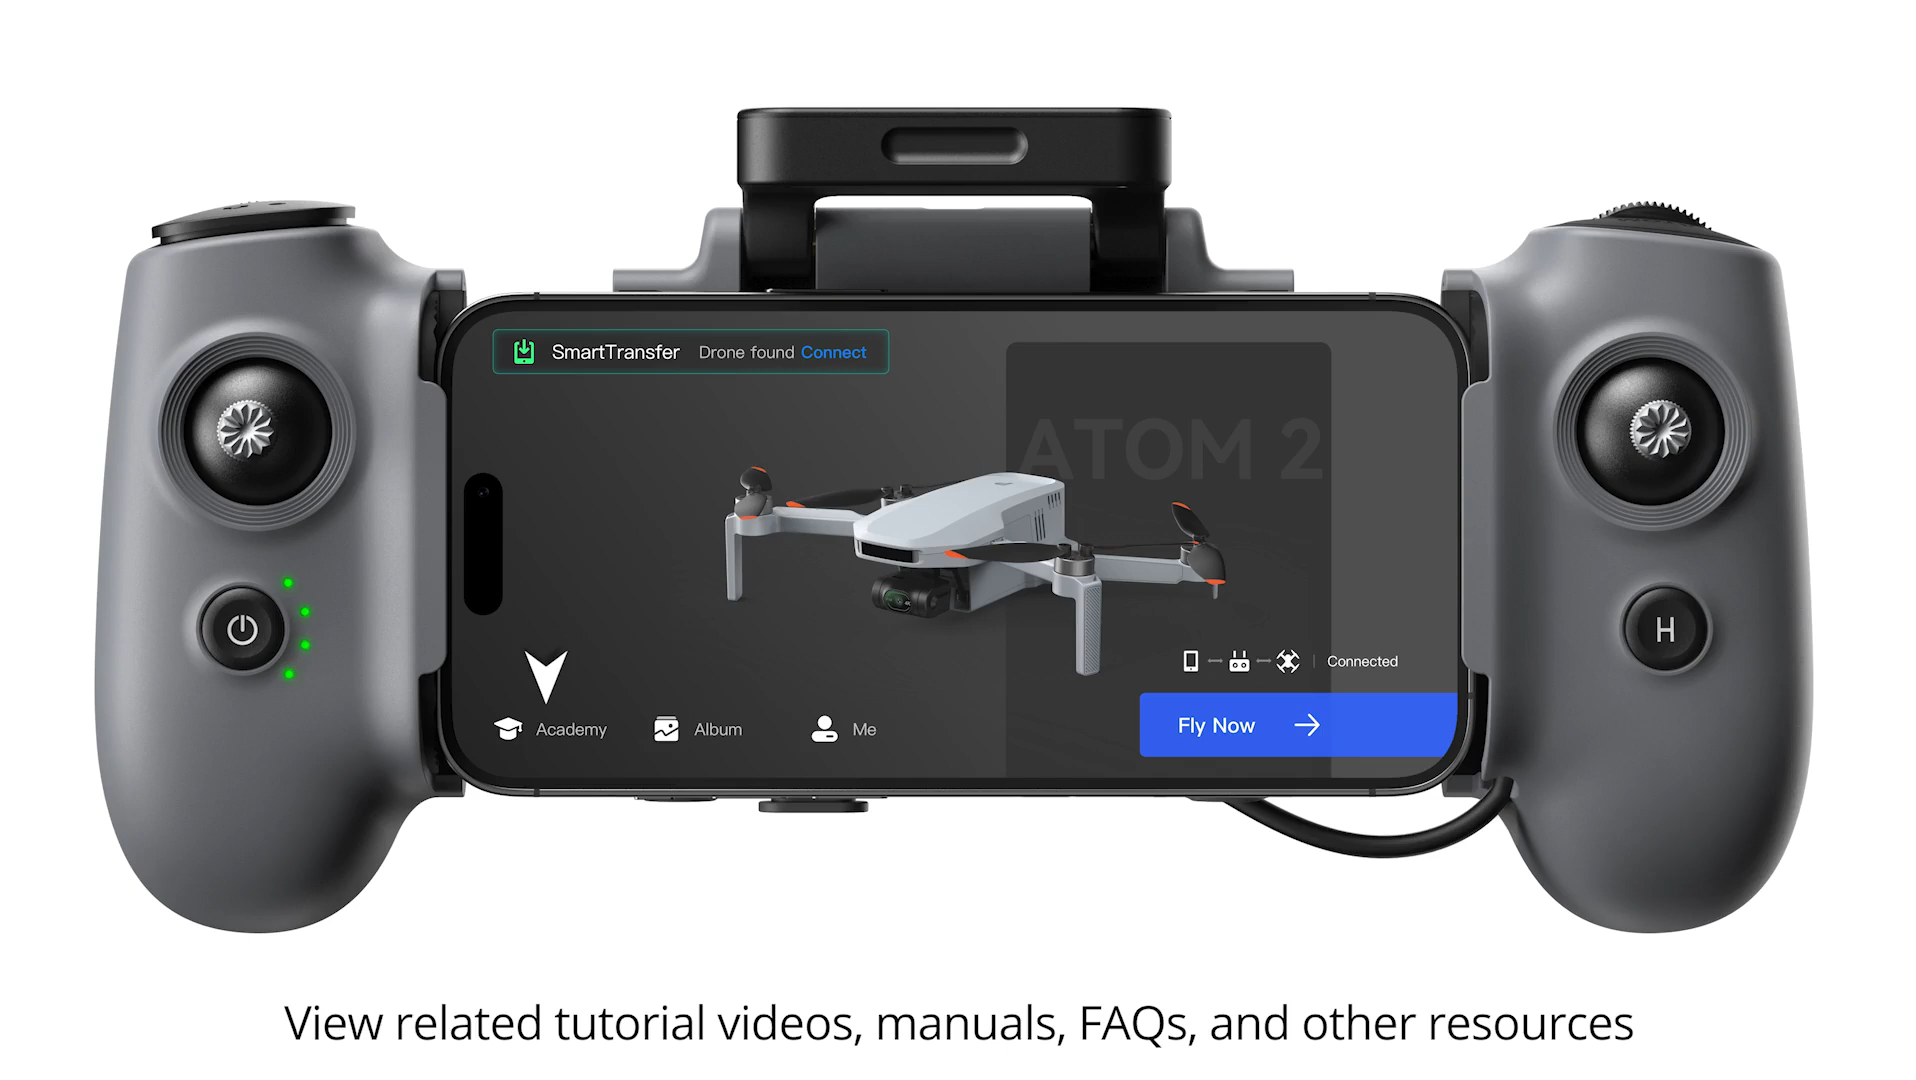 SmartTransfer Drone found Connect
ATOM 2
Connected
Fly Now
Academy Album Me
H
View related tutorial videos, manuals, FAQs, and other resources